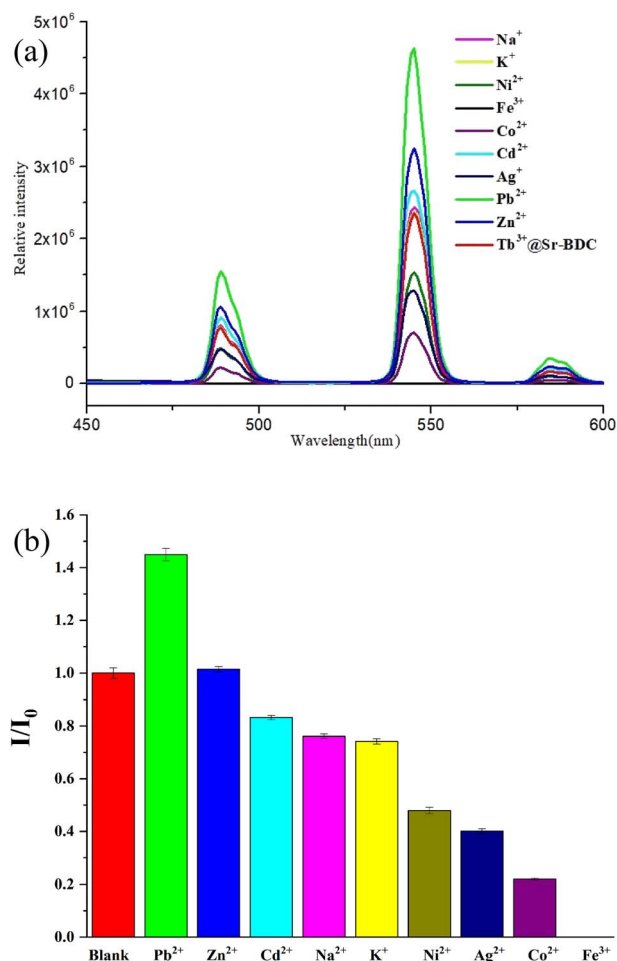 (a)
5x10⁶
4x10⁶
3x10⁶
2x10⁶
1x10⁶
0
Relative intensity
Na⁺
K⁺
Ni²⁺
Fe³⁺
Co²⁺
Cd²⁺
Ag⁺
Pb²⁺
Zn²⁺
Tb³⁺@Sr-BDC
450 500 550 600
Wavelength(nm)
(b)
1.6
1.4
1.2
1.0
0.8
0.6
0.4
0.2
0.0
I/I₀
Blank Pb²⁺ Zn²⁺ Cd²⁺ Na²⁺ K⁺ Ni²⁺ Ag²⁺ Co²⁺ Fe³⁺